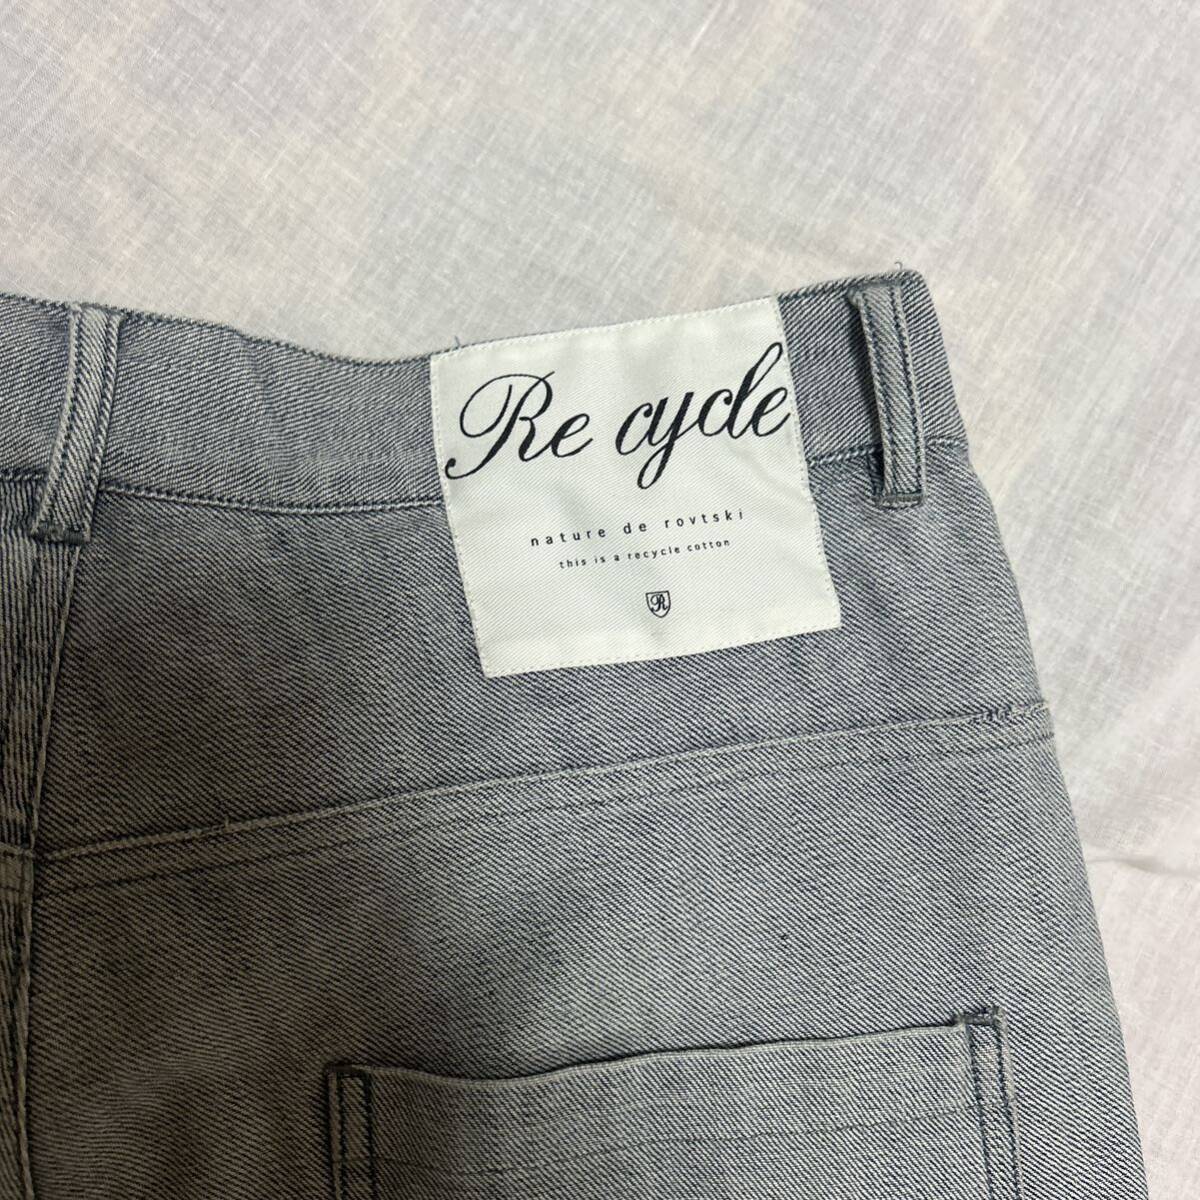 Re cycle
nature de rovtski
this is a recycle cotton
R